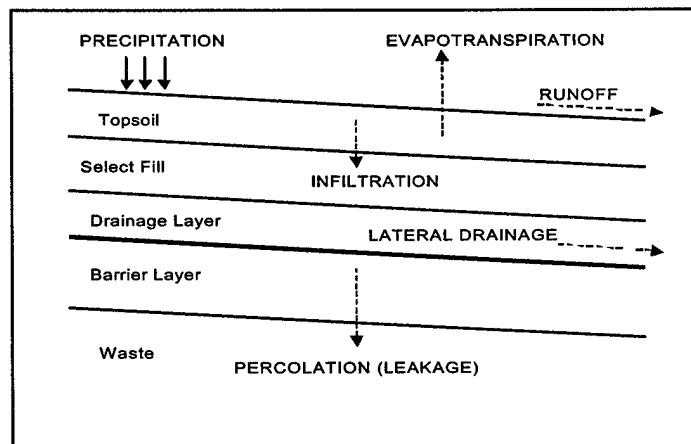 PRECIPITATION
EVAPOTRANSPIRATION
RUNOFF
Topsoil
Select Fill
INFILTRATION
Drainage Layer
LATERAL DRAINAGE
Barrier Layer
Waste
PERCOLATION (LEAKAGE)